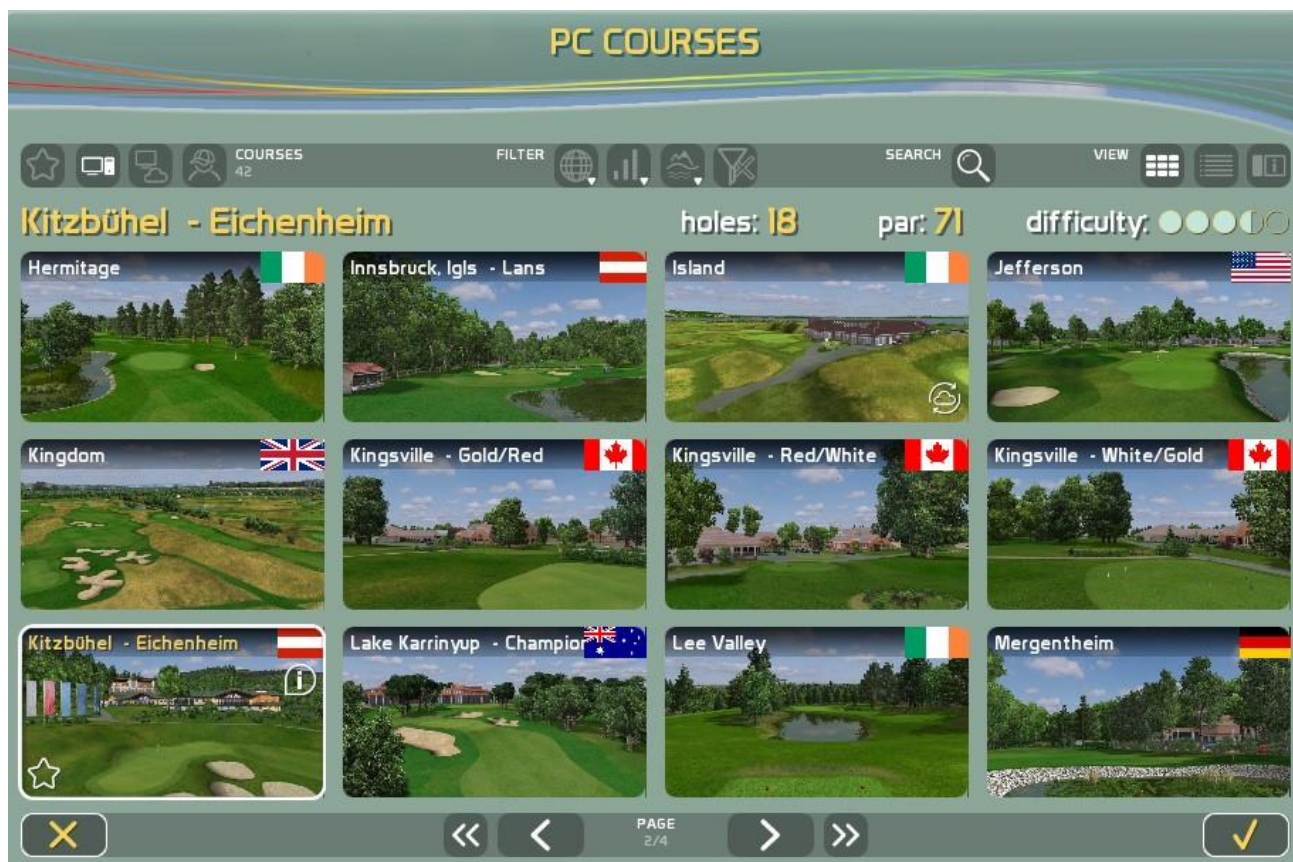 PC COURSES
COURSES
42
FILTER
SEARCH
VIEW
Kitzbühel - Eichenheim
holes: 18
par: 71
difficulty:
Hermitage
Innsbruck, Igls - Lans
Island
Jefferson
Kingdom
Kingsville - Gold/Red
Kingsville - Red/White
Kingsville - White/Gold
Kitzbühel - Eichenheim
Lake Karrinyup - Champion
Lee Valley
Mergentheim
PAGE
2/4